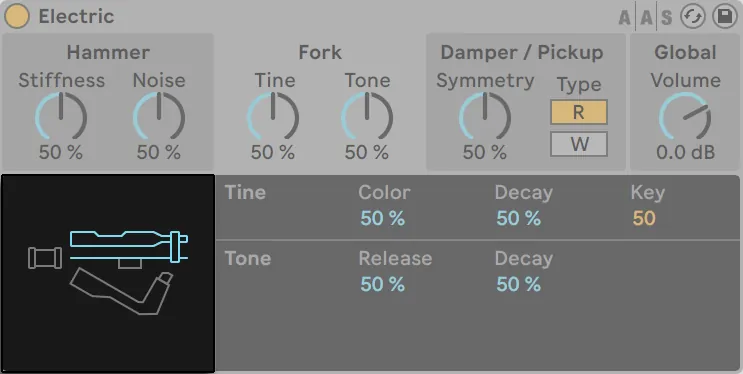 Electric
A|A|S
Hammer
Fork
Damper / Pickup
Global
Stiffness
Noise
Tine
Tone
Symmetry
Type
Volume
R
W
50 %
50 %
50 %
50 %
50 %
0.0 dB
Tine
Color
Decay
Key
50 %
50 %
50
Tone
Release
Decay
50 %
50 %